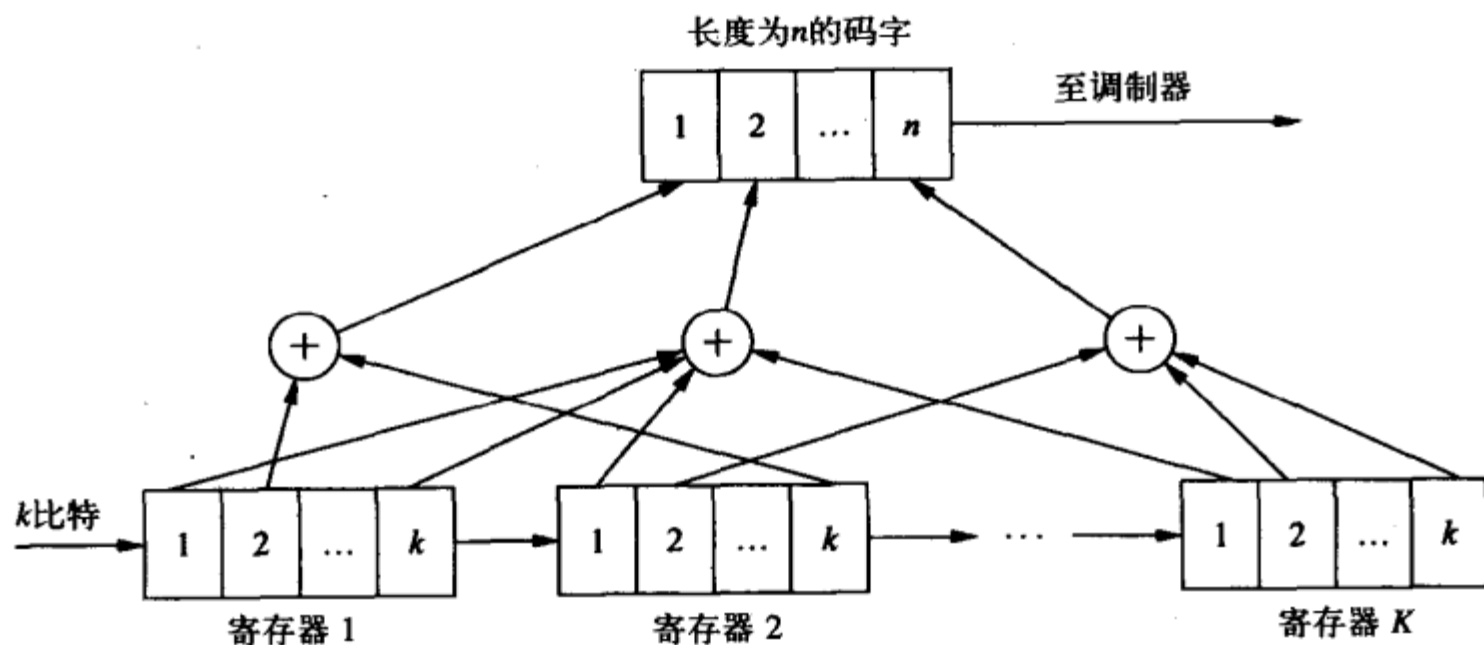 长度为n的码字
1 2 … n
至调制器
+ + +
k比特
1 2 … k
1 2 … k
…
1 2 … k
寄存器 1
寄存器 2
寄存器 K